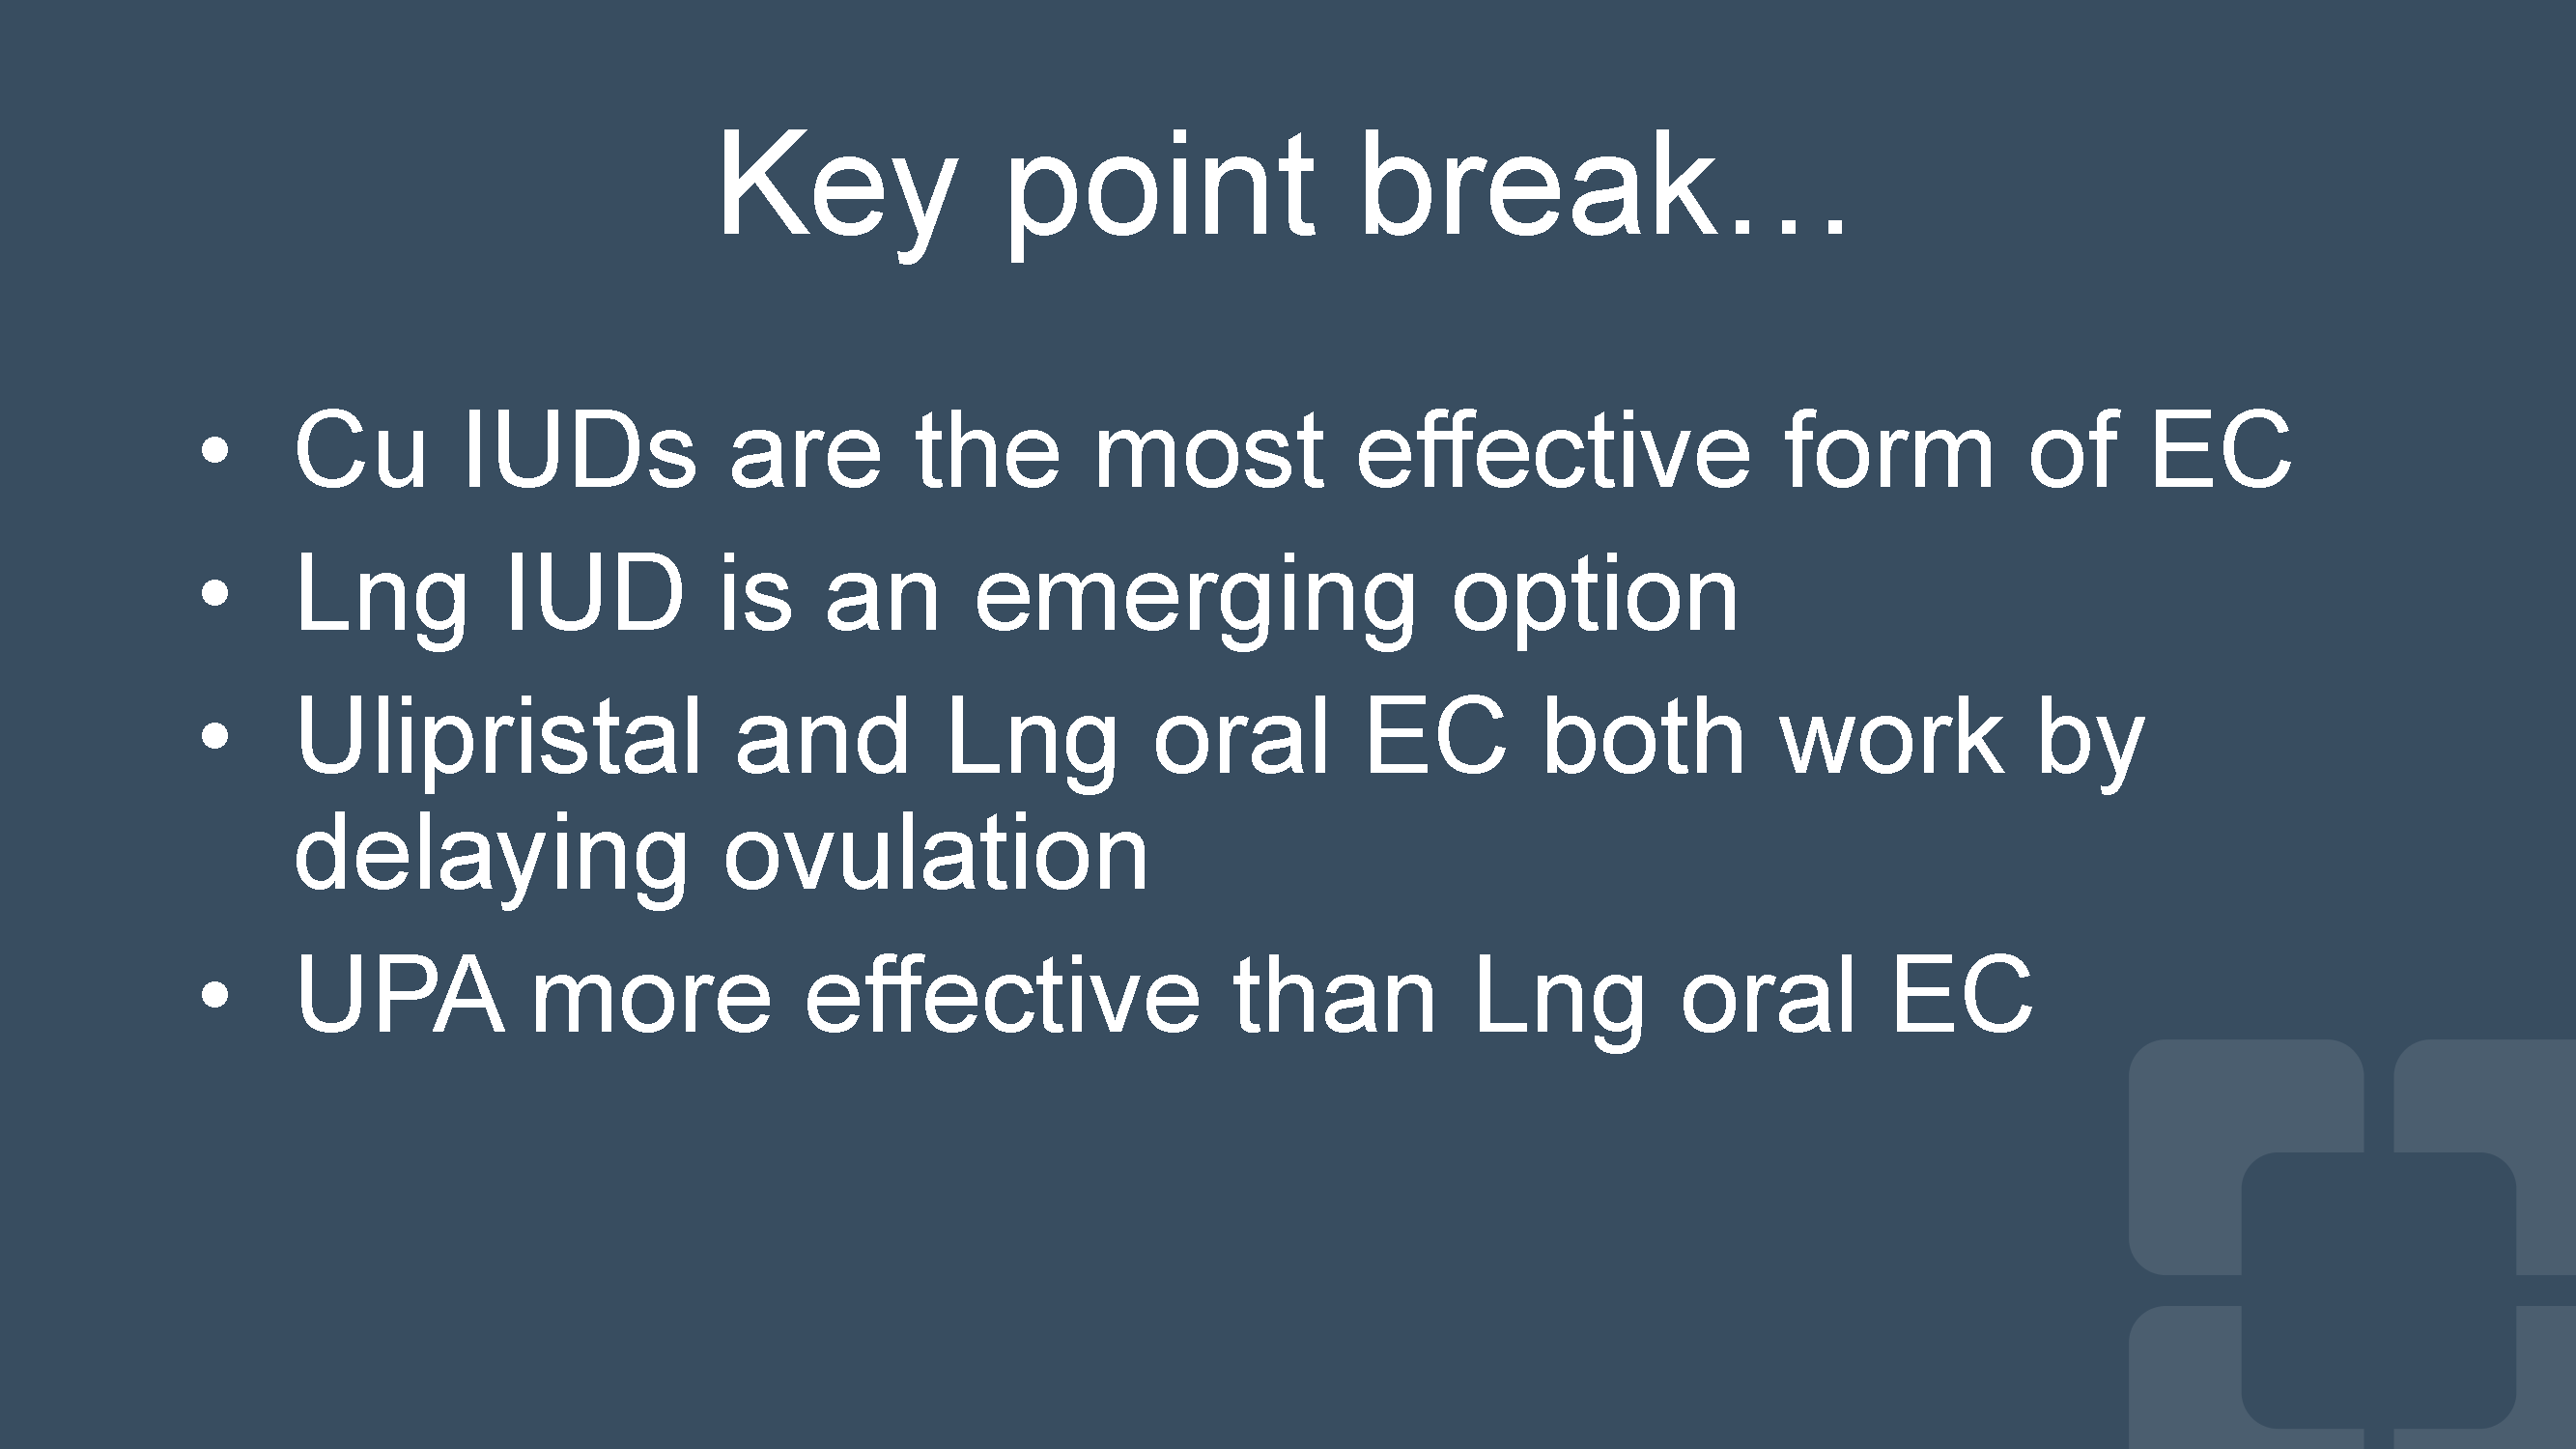 Key point break…
• Cu IUDs are the most effective form of EC
• Lng IUD is an emerging option
• Ulipristal and Lng oral EC both work by
delaying ovulation
• UPA more effective than Lng oral EC